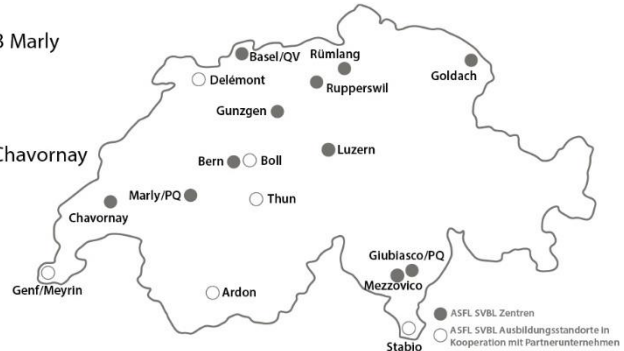 3 Marly
Chavornay
Basel/QV
Rümlang
Goldach
Delémont
Rupperswil
Gunzgen
Luzern
Bern
Boll
Marly/PQ
Thun
Chavornay
Giubiasco/PQ
Mezzovico
Genf/Meyrin
Ardon
Stabio
ASFL SVBL Zentren
ASFL SVBL Ausbildungsstandorte in
Kooperation mit Partnerunternehmen